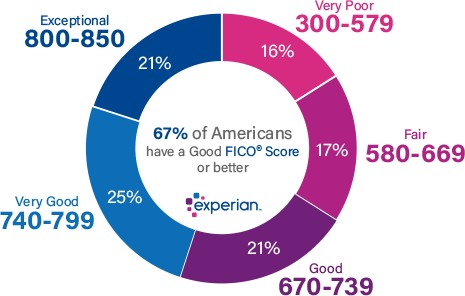 Exceptional
800-850
21%
Very Poor
300-579
16%
Fair
580-669
17%
Good
670-739
21%
Very Good
740-799
25%
67% of Americans
have a Good FICO® Score
or better
experian™